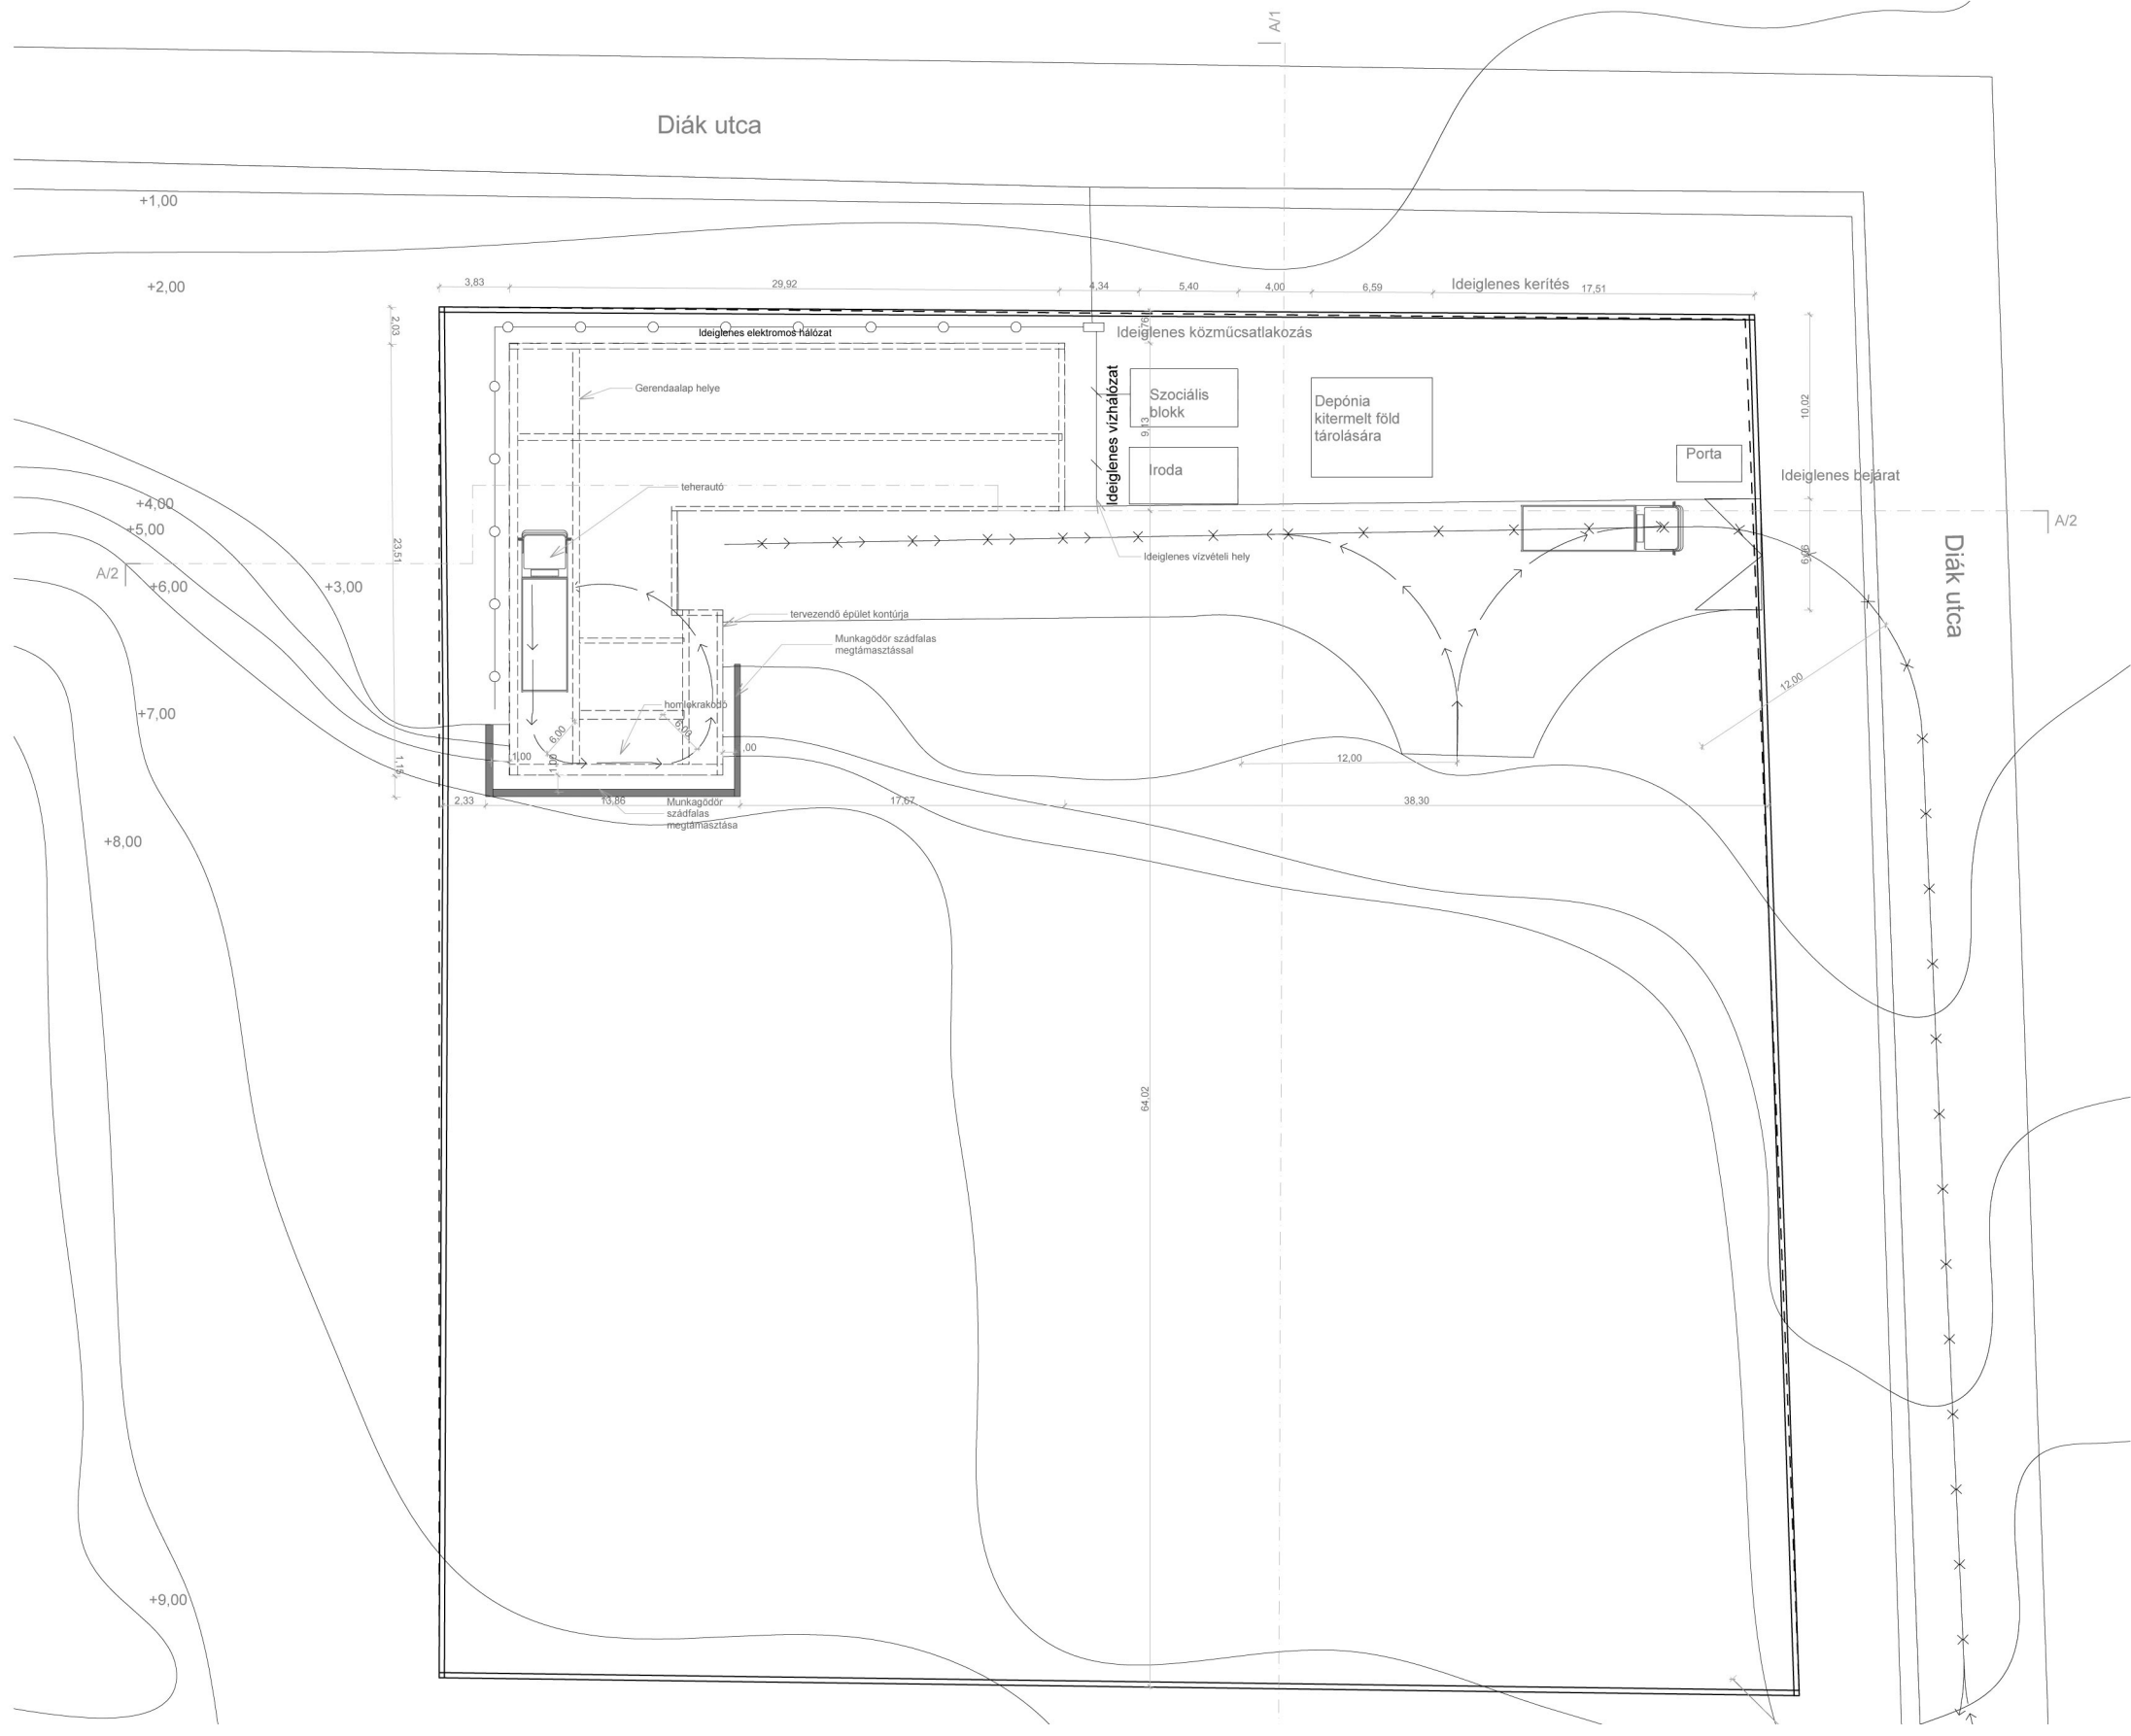 A/1
Diák utca
+1,00
+2,00
3,83
29,92
4,34
5,40
4,00
6,59
Ideiglenes kerítés
17,51
2,03
Ideiglenes elektromos hálózat
Ideiglenes közműcsatlakozás
Ideiglenes vízhálózat
Gerendaalap helye
Szociális
blokk
9,13
Depónia
kitermelt föld
tárolására
10,02
Iroda
Porta
Ideiglenes bejárat
teherautó
+4,00
+5,00
A/2
+6,00
+3,00
23,51
A/2
Ideiglenes vízvételi hely
Diák utca
tervezendő épület kontúrja
Munkagödör szádfalas
megtámasztással
12,00
homlokrakodó
+7,00
6,00
6,00
1,00
1,00
,00
1,15
12,00
2,33
13,86
17,67
38,30
Munkagödör
szádfalas
megtámasztása
+8,00
64,02
+9,00